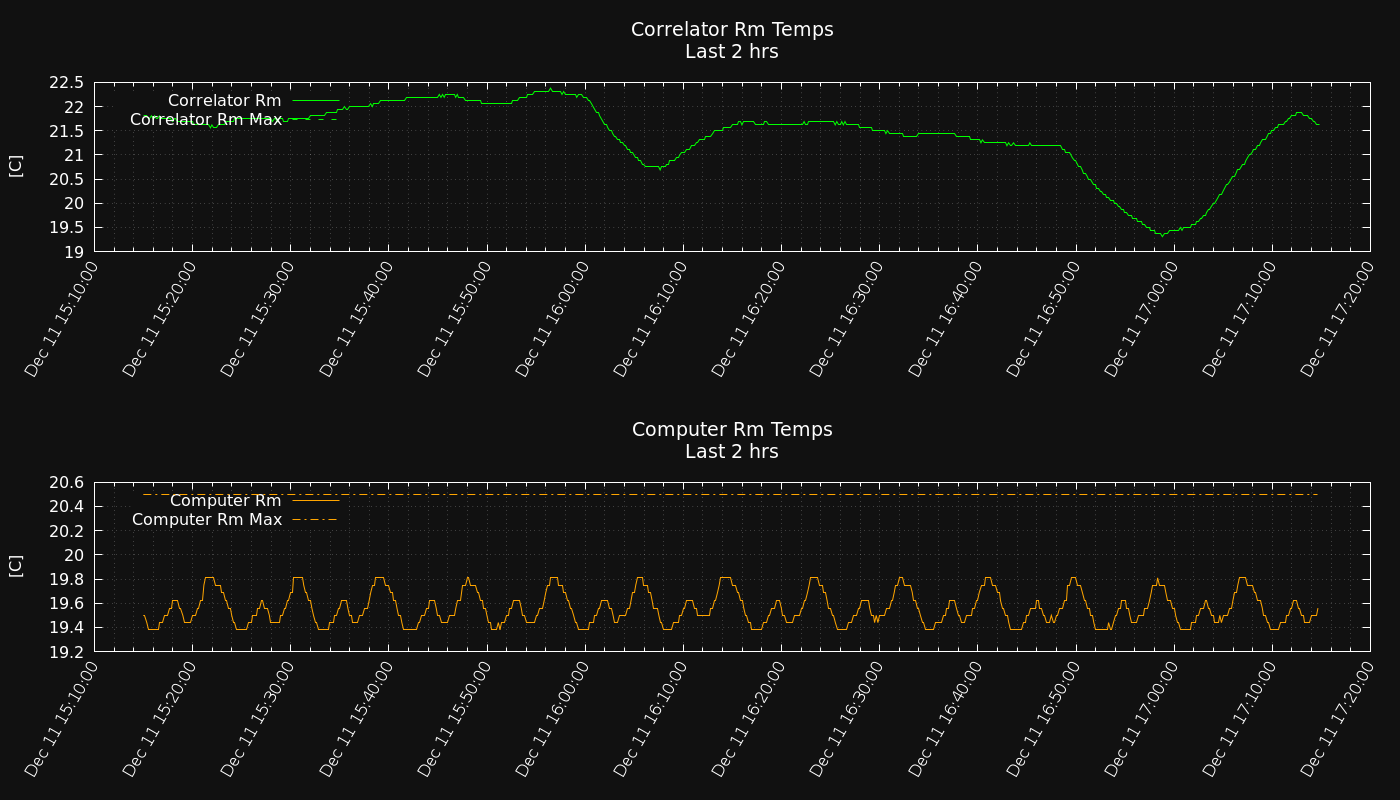 Correlator Rm Temps
Last 2 hrs
22.5
22
21.5
21
20.5
20
19.5
19
[C]
Correlator Rm
Correlator Rm Max
Dec 11 15:10:00
Dec 11 15:20:00
Dec 11 15:30:00
Dec 11 15:40:00
Dec 11 15:50:00
Dec 11 16:00:00
Dec 11 16:10:00
Dec 11 16:20:00
Dec 11 16:30:00
Dec 11 16:40:00
Dec 11 16:50:00
Dec 11 17:00:00
Dec 11 17:10:00
Dec 11 17:20:00
Computer Rm Temps
Last 2 hrs
20.6
20.4
20.2
20
19.8
19.6
19.4
19.2
[C]
Computer Rm
Computer Rm Max
Dec 11 15:10:00
Dec 11 15:20:00
Dec 11 15:30:00
Dec 11 15:40:00
Dec 11 15:50:00
Dec 11 16:00:00
Dec 11 16:10:00
Dec 11 16:20:00
Dec 11 16:30:00
Dec 11 16:40:00
Dec 11 16:50:00
Dec 11 17:00:00
Dec 11 17:10:00
Dec 11 17:20:00